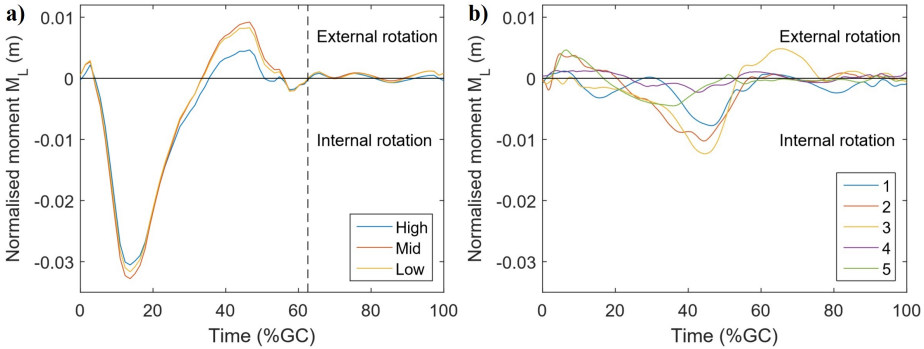 a)
Normalised moment M_L (m)
0.01
0
-0.01
-0.02
-0.03
External rotation
Internal rotation
High
Mid
Low
0 20 40 60 80 100
Time (%GC)
b)
Normalised moment M_L (m)
0.01
0
-0.01
-0.02
-0.03
External rotation
Internal rotation
1
2
3
4
5
0 20 40 60 80 100
Time (%GC)